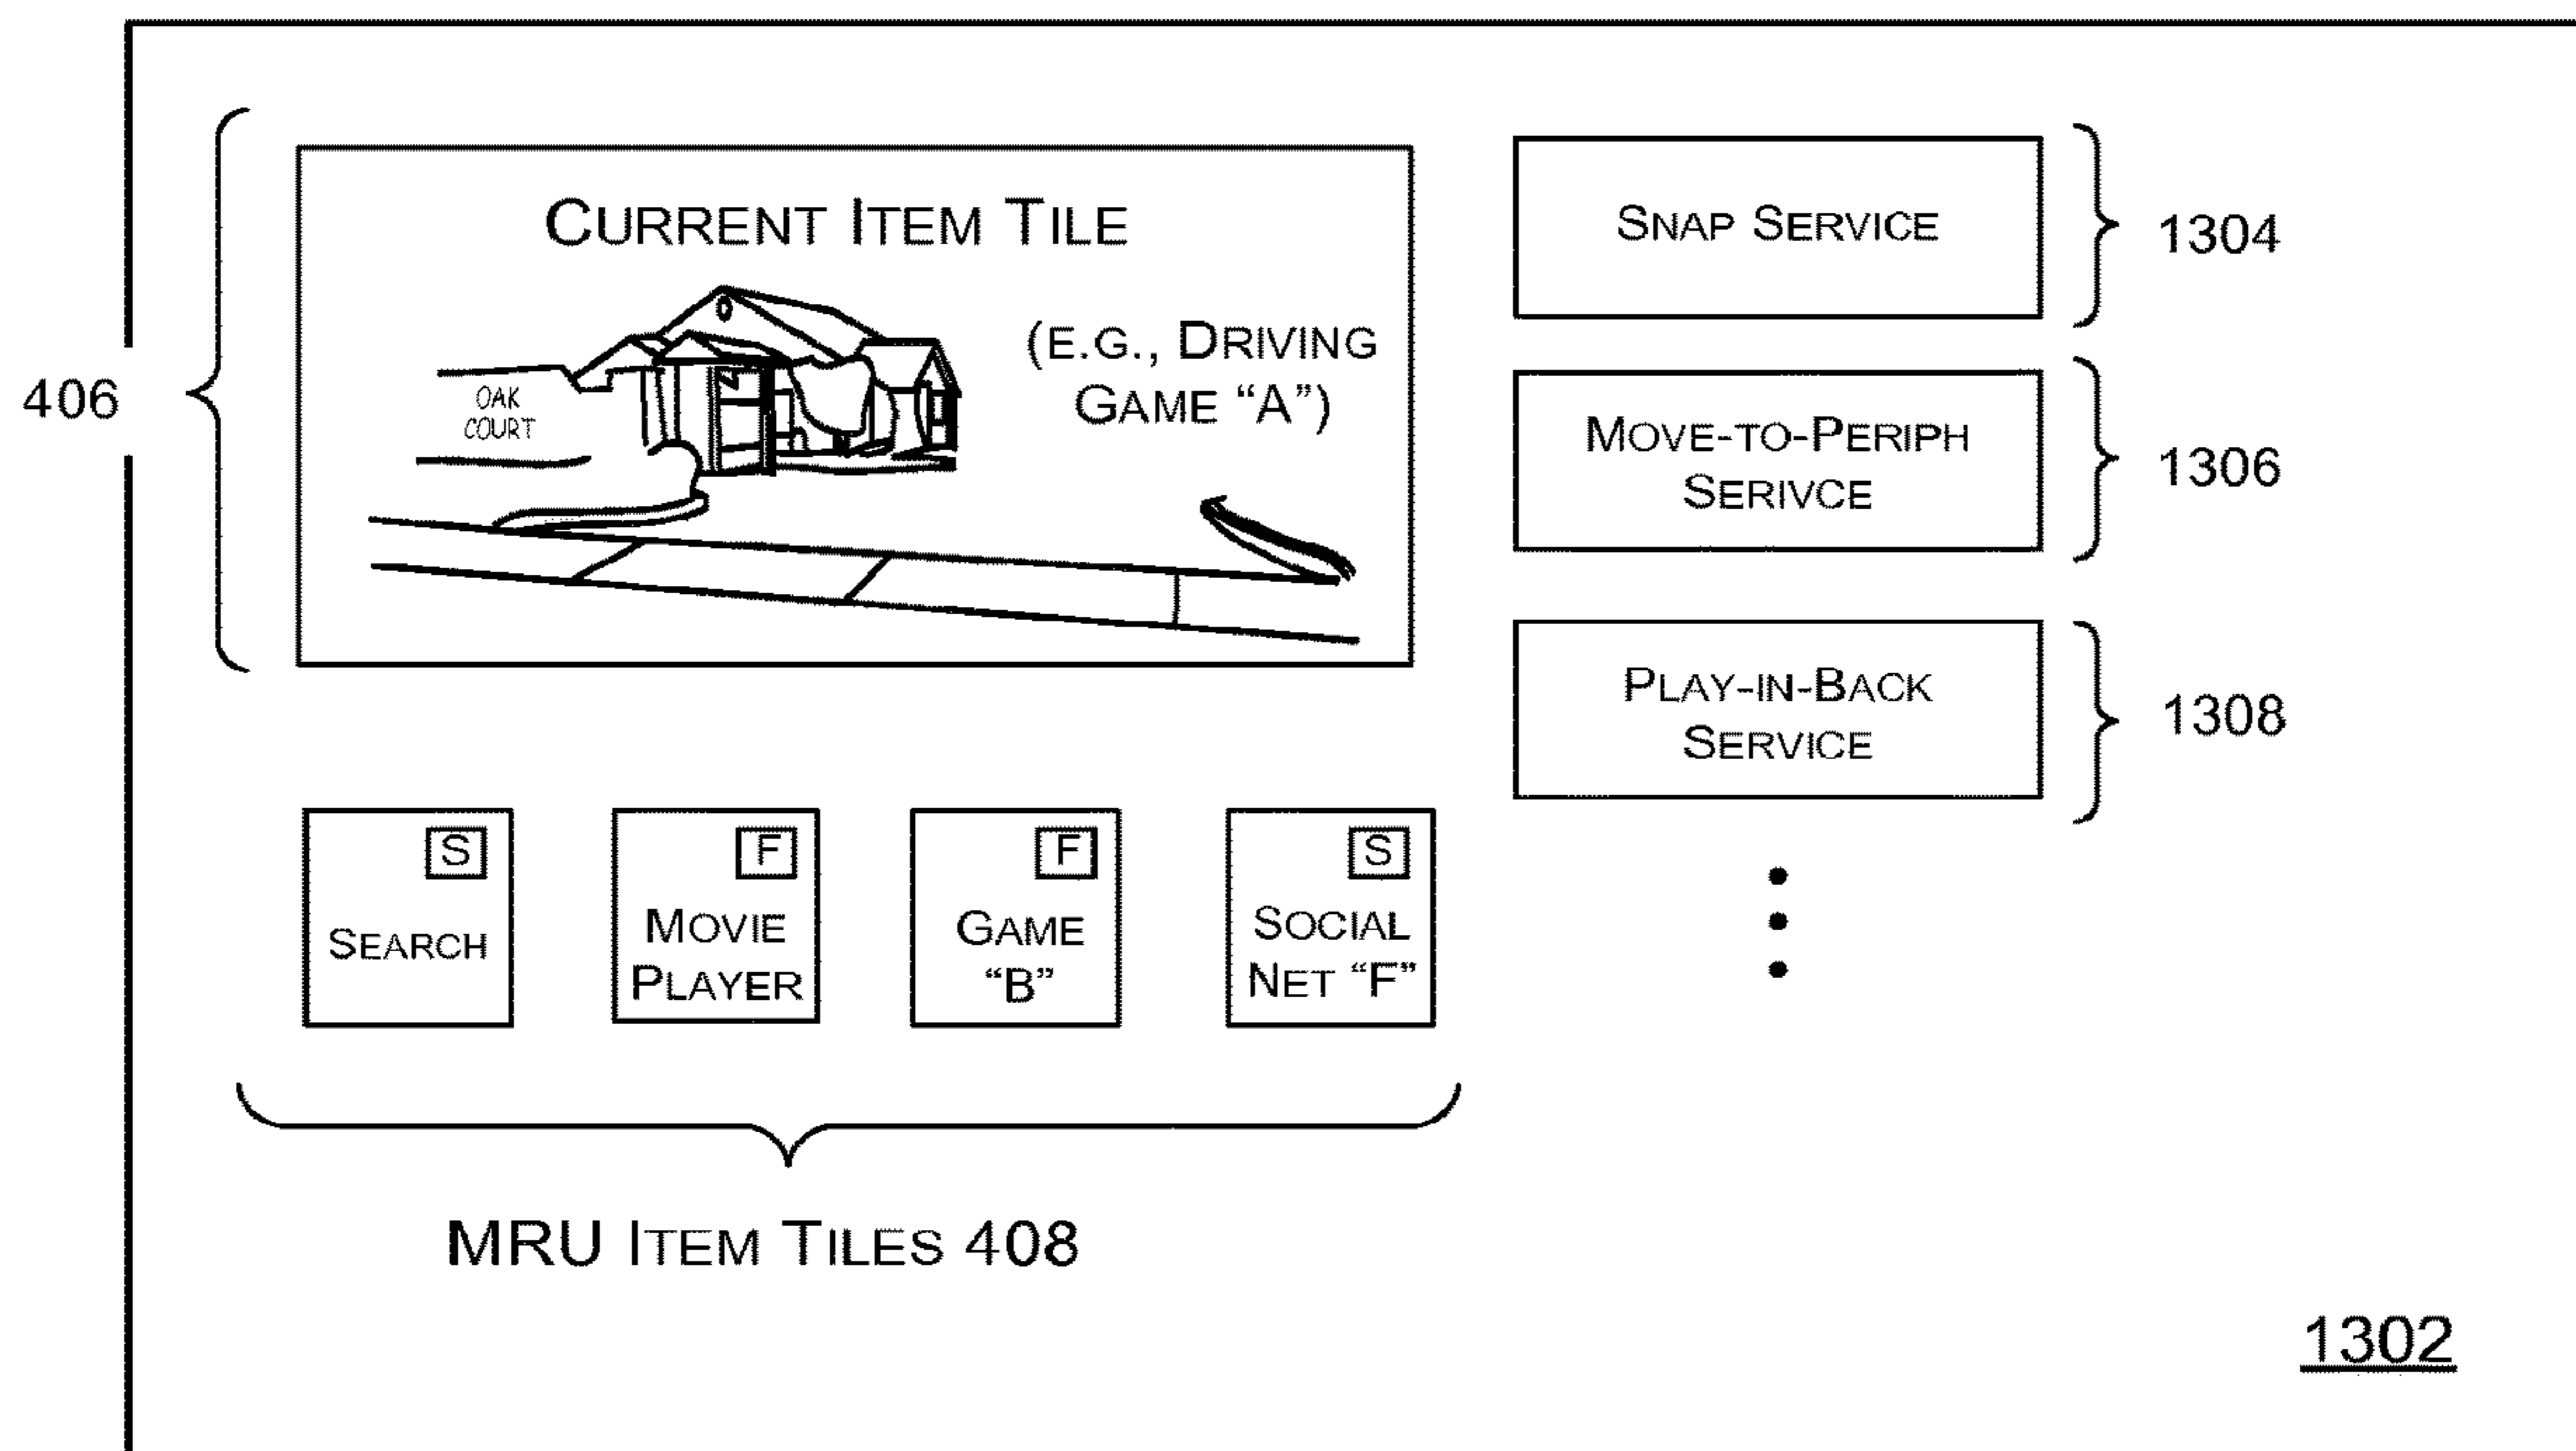 CURRENT ITEM TILE
(E.G., DRIVING
GAME “A”)
OAK
COURT
406
SNAP SERVICE
1304
MOVE-TO-PERIPH
SERIVCE
1306
PLAY-IN-BACK
SERVICE
1308
S
SEARCH
F
MOVIE
PLAYER
F
GAME
“B”
S
SOCIAL
NET “F”
MRU ITEM TILES 408
1302